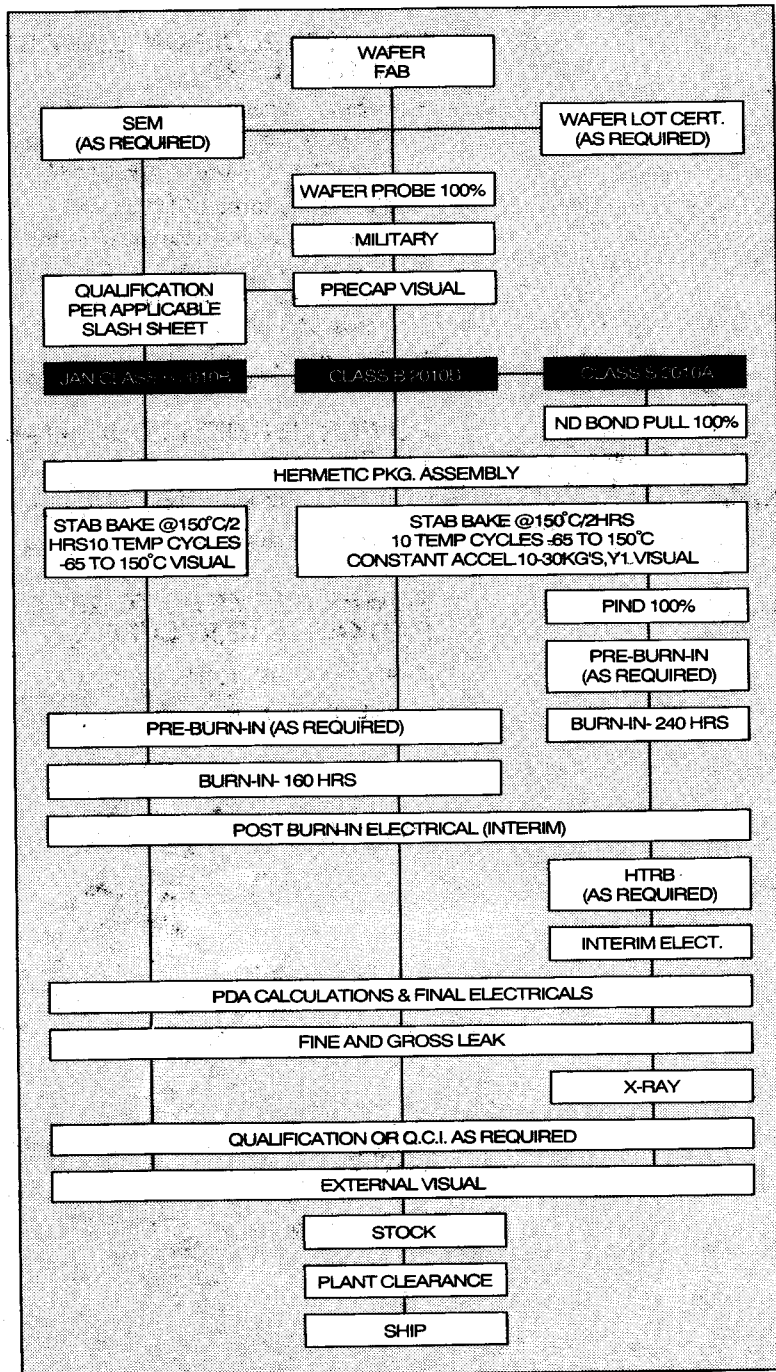 WAFER
FAB
SEM
(AS REQUIRED)
WAFER LOT CERT.
(AS REQUIRED)
WAFER PROBE 100%
MILITARY
QUALIFICATION
PER APPLICABLE
SLASH SHEET
PRECAP VISUAL
JAN CLASS 2010B
CLASS B 2010B
CLASS S 2010A
ND BOND PULL 100%
HERMETIC PKG. ASSEMBLY
STAB BAKE @150°C/2
HRS10 TEMP CYCLES
-65 TO 150°C VISUAL
STAB BAKE @150°C/2HRS
10 TEMP CYCLES -65 TO 150°C
CONSTANT ACCEL.10-30KG'S,Y1.VISUAL
PIND 100%
PRE-BURN-IN
(AS REQUIRED)
PRE-BURN-IN (AS REQUIRED)
BURN-IN- 240 HRS
BURN-IN- 160 HRS
POST BURN-IN ELECTRICAL (INTERIM)
HTRB
(AS REQUIRED)
INTERIM ELECT.
PDA CALCULATIONS & FINAL ELECTRICALS
FINE AND GROSS LEAK
X-RAY
QUALIFICATION OR Q.C.I. AS REQUIRED
EXTERNAL VISUAL
STOCK
PLANT CLEARANCE
SHIP